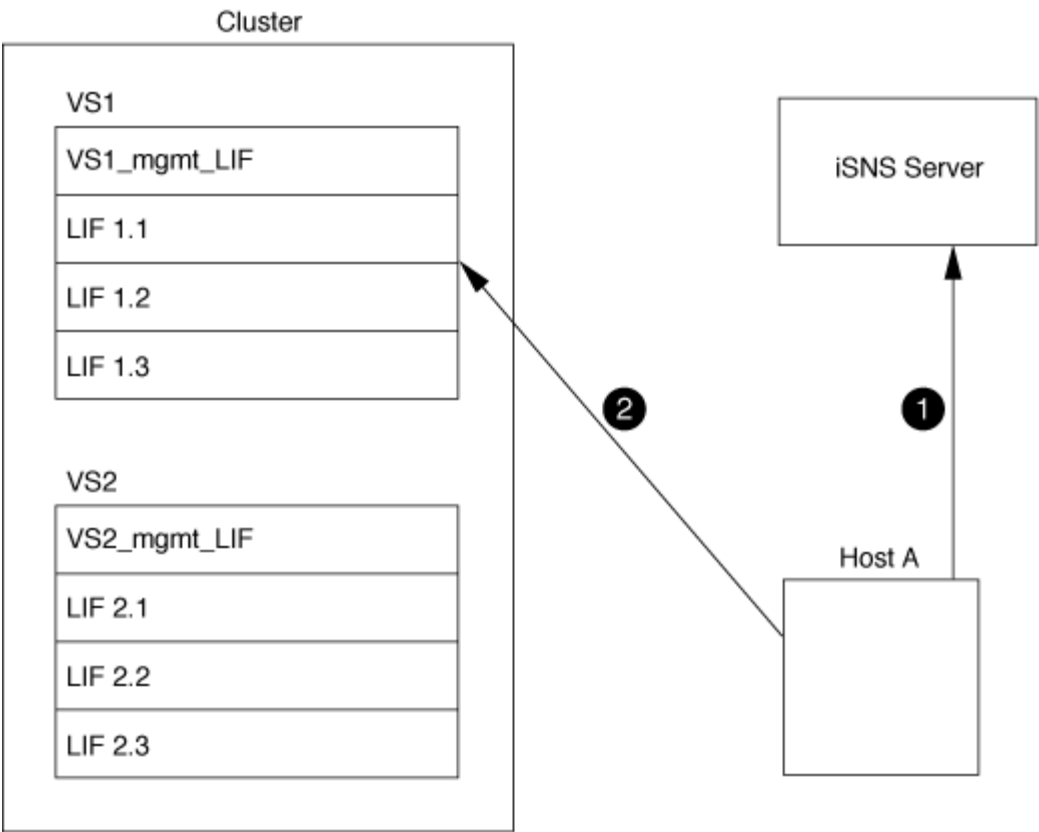 Cluster
VS1
VS1_mgmt_LIF
LIF 1.1
LIF 1.2
LIF 1.3
VS2
VS2_mgmt_LIF
LIF 2.1
LIF 2.2
LIF 2.3
iSNS Server
2
1
Host A